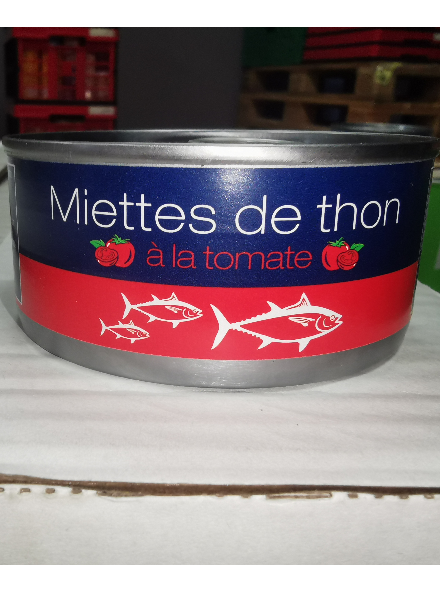 Miettes de thon
à la tomate